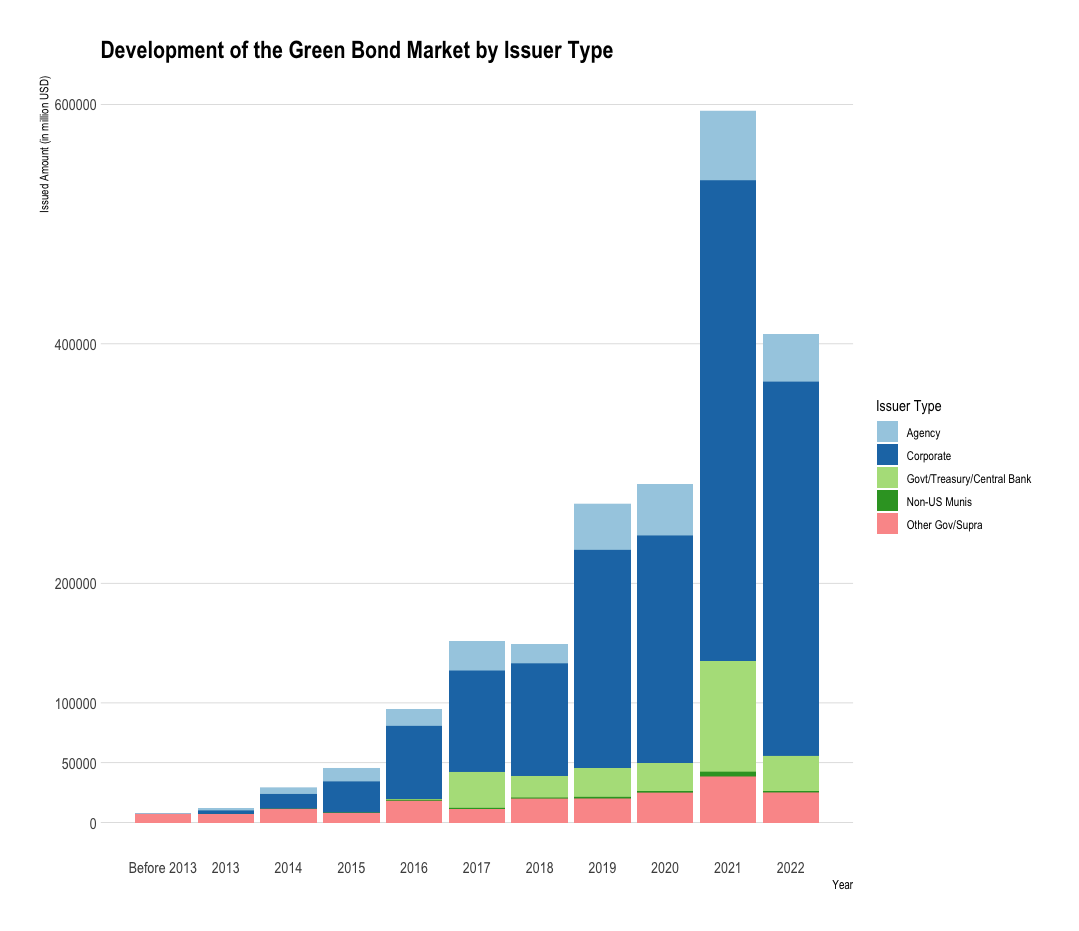 Development of the Green Bond Market by Issuer Type
Issued Amount (in million USD)
600000
400000
200000
100000
50000
0
Before 2013 2013 2014 2015 2016 2017 2018 2019 2020 2021 2022
Year
Issuer Type
Agency
Corporate
Govt/Treasury/Central Bank
Non-US Munis
Other Gov/Supra